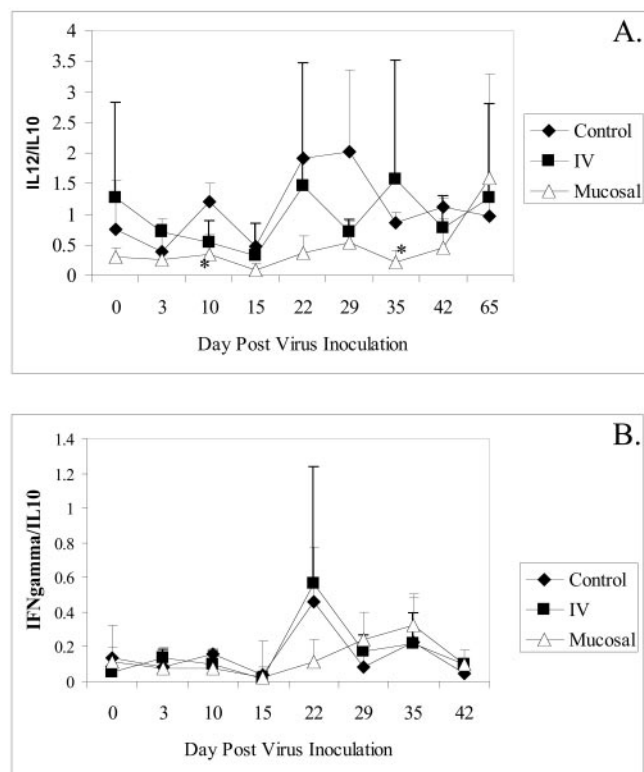 A.
4
3.5
3
2.5
2
1.5
1
0.5
0
IL12/IL10
* *
0 3 10 15 22 29 35 42 65
Day Post Virus Inoculation
Control
IV
Mucosal
B.
1.4
1.2
1
0.8
0.6
0.4
0.2
0
IFNgamma/IL10
0 3 10 15 22 29 35 42
Day Post Virus Inoculation
Control
IV
Mucosal